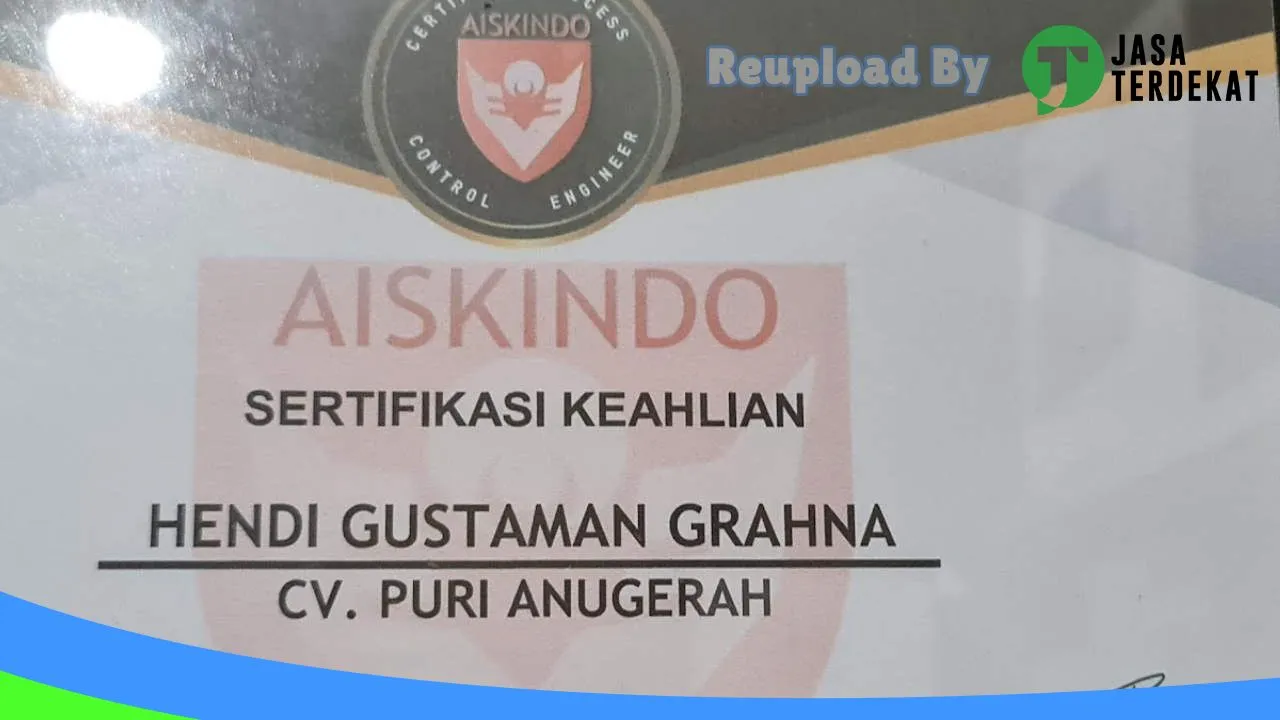 AISKINDO
CONTROL ENGINEER
Reupload By
JASA
TERDEKAT
AISKINDO
SERTIFIKASI KEAHLIAN
HENDI GUSTAMAN GRAHNA
CV. PURI ANUGERAH